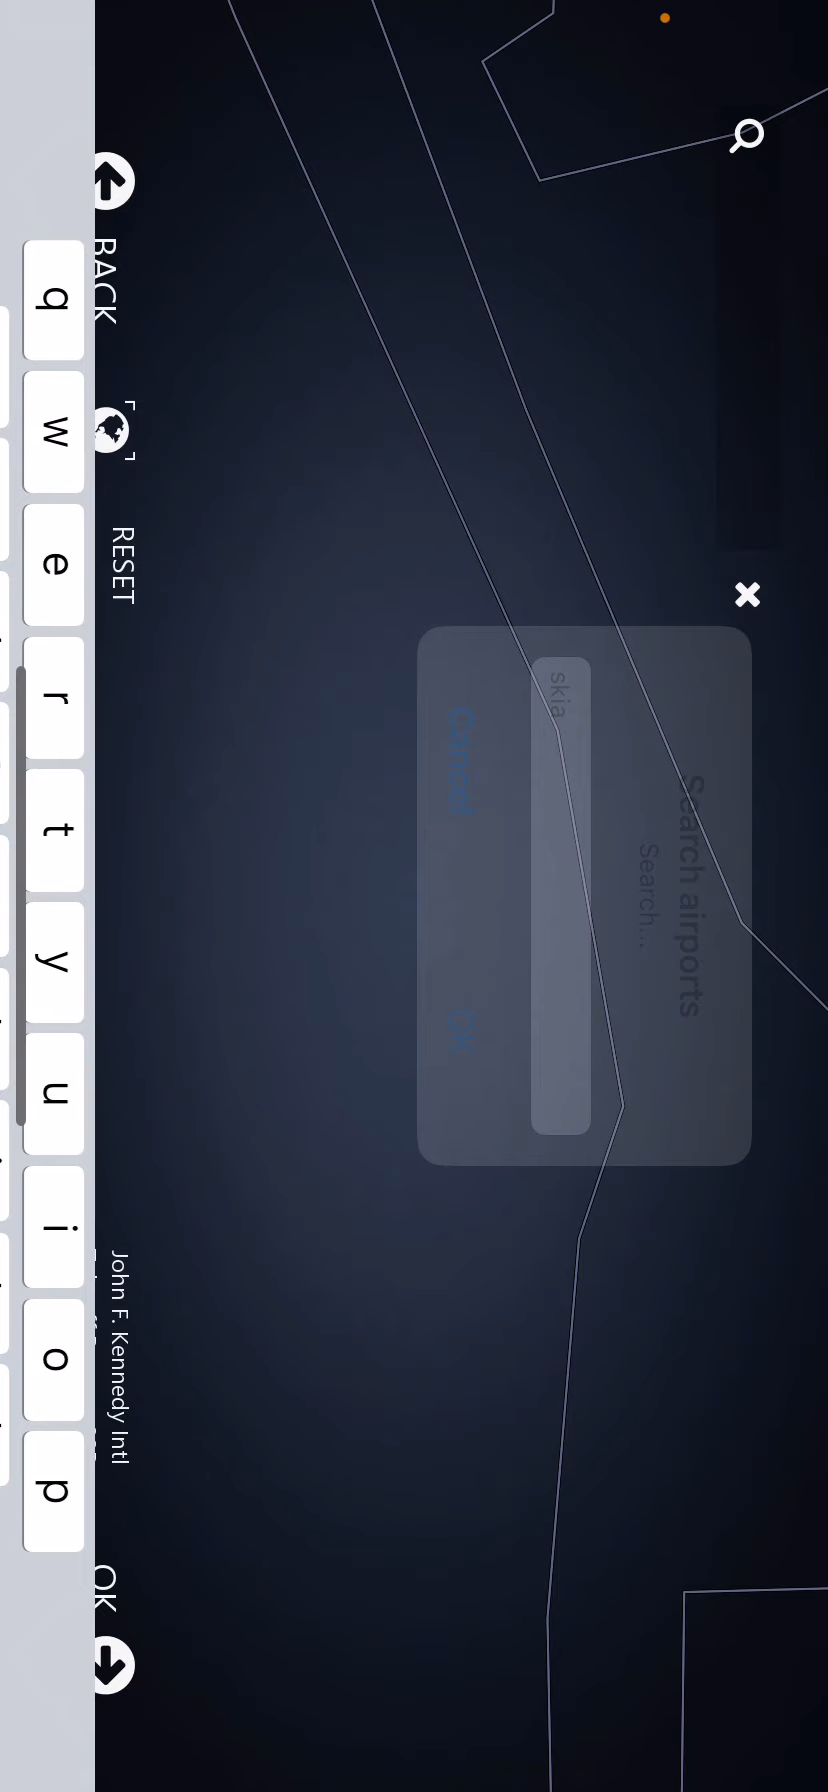 Search airports
Search...
skia
Cancel
OK
BACK
RESET
John F. Kennedy Intl
OK
q
w
e
r
t
y
u
i
o
p